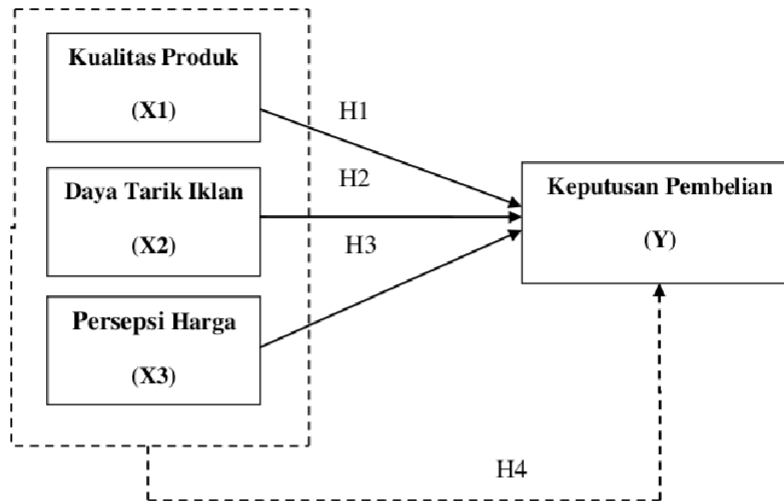 Kualitas Produk
(X1)
H1
H2
Daya Tarik Iklan
(X2)
H3
Keputusan Pembelian
(Y)
Persepsi Harga
(X3)
H4